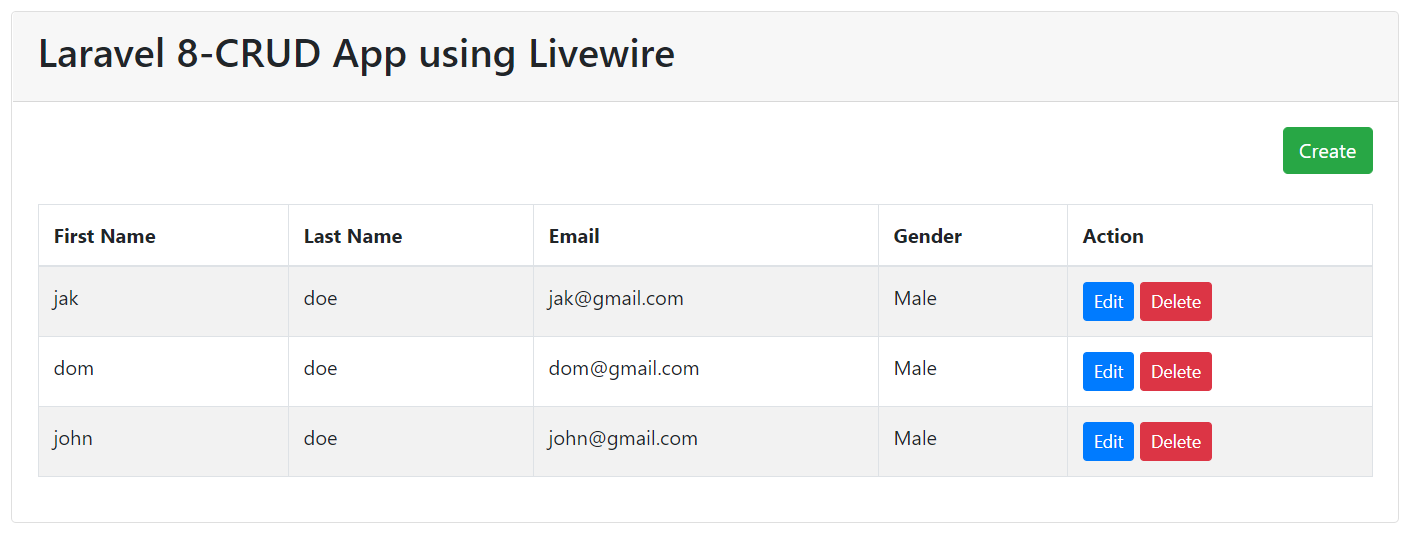 Laravel 8-CRUD App using Livewire
Create
First Name Last Name Email Gender Action
jak doe jak@gmail.com Male Edit Delete
dom doe dom@gmail.com Male Edit Delete
john doe john@gmail.com Male Edit Delete